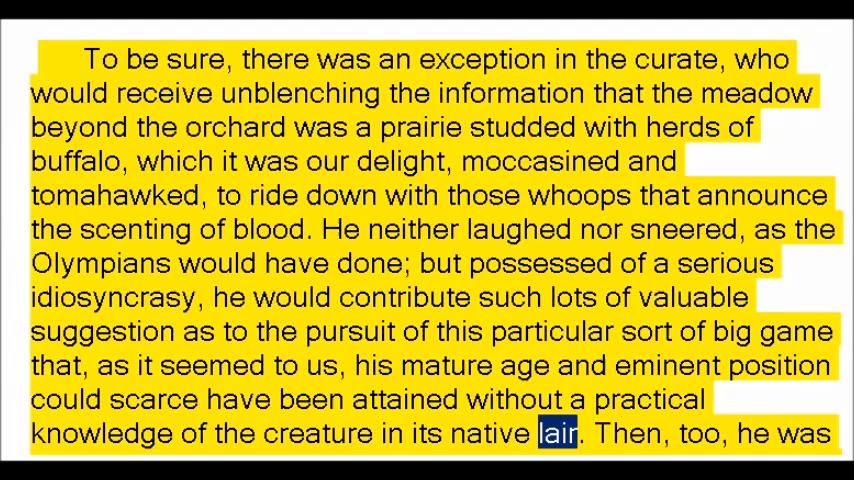 To be sure, there was an exception in the curate, who
would receive unblenching the information that the meadow
beyond the orchard was a prairie studded with herds of
buffalo, which it was our delight, moccasined and
tomahawked, to ride down with those whoops that announce
the scenting of blood. He neither laughed nor sneered, as the
Olympians would have done; but possessed of a serious
idiosyncrasy, he would contribute such lots of valuable
suggestion as to the pursuit of this particular sort of big game
that, as it seemed to us, his mature age and eminent position
could scarce have been attained without a practical
knowledge of the creature in its native lair. Then, too, he was